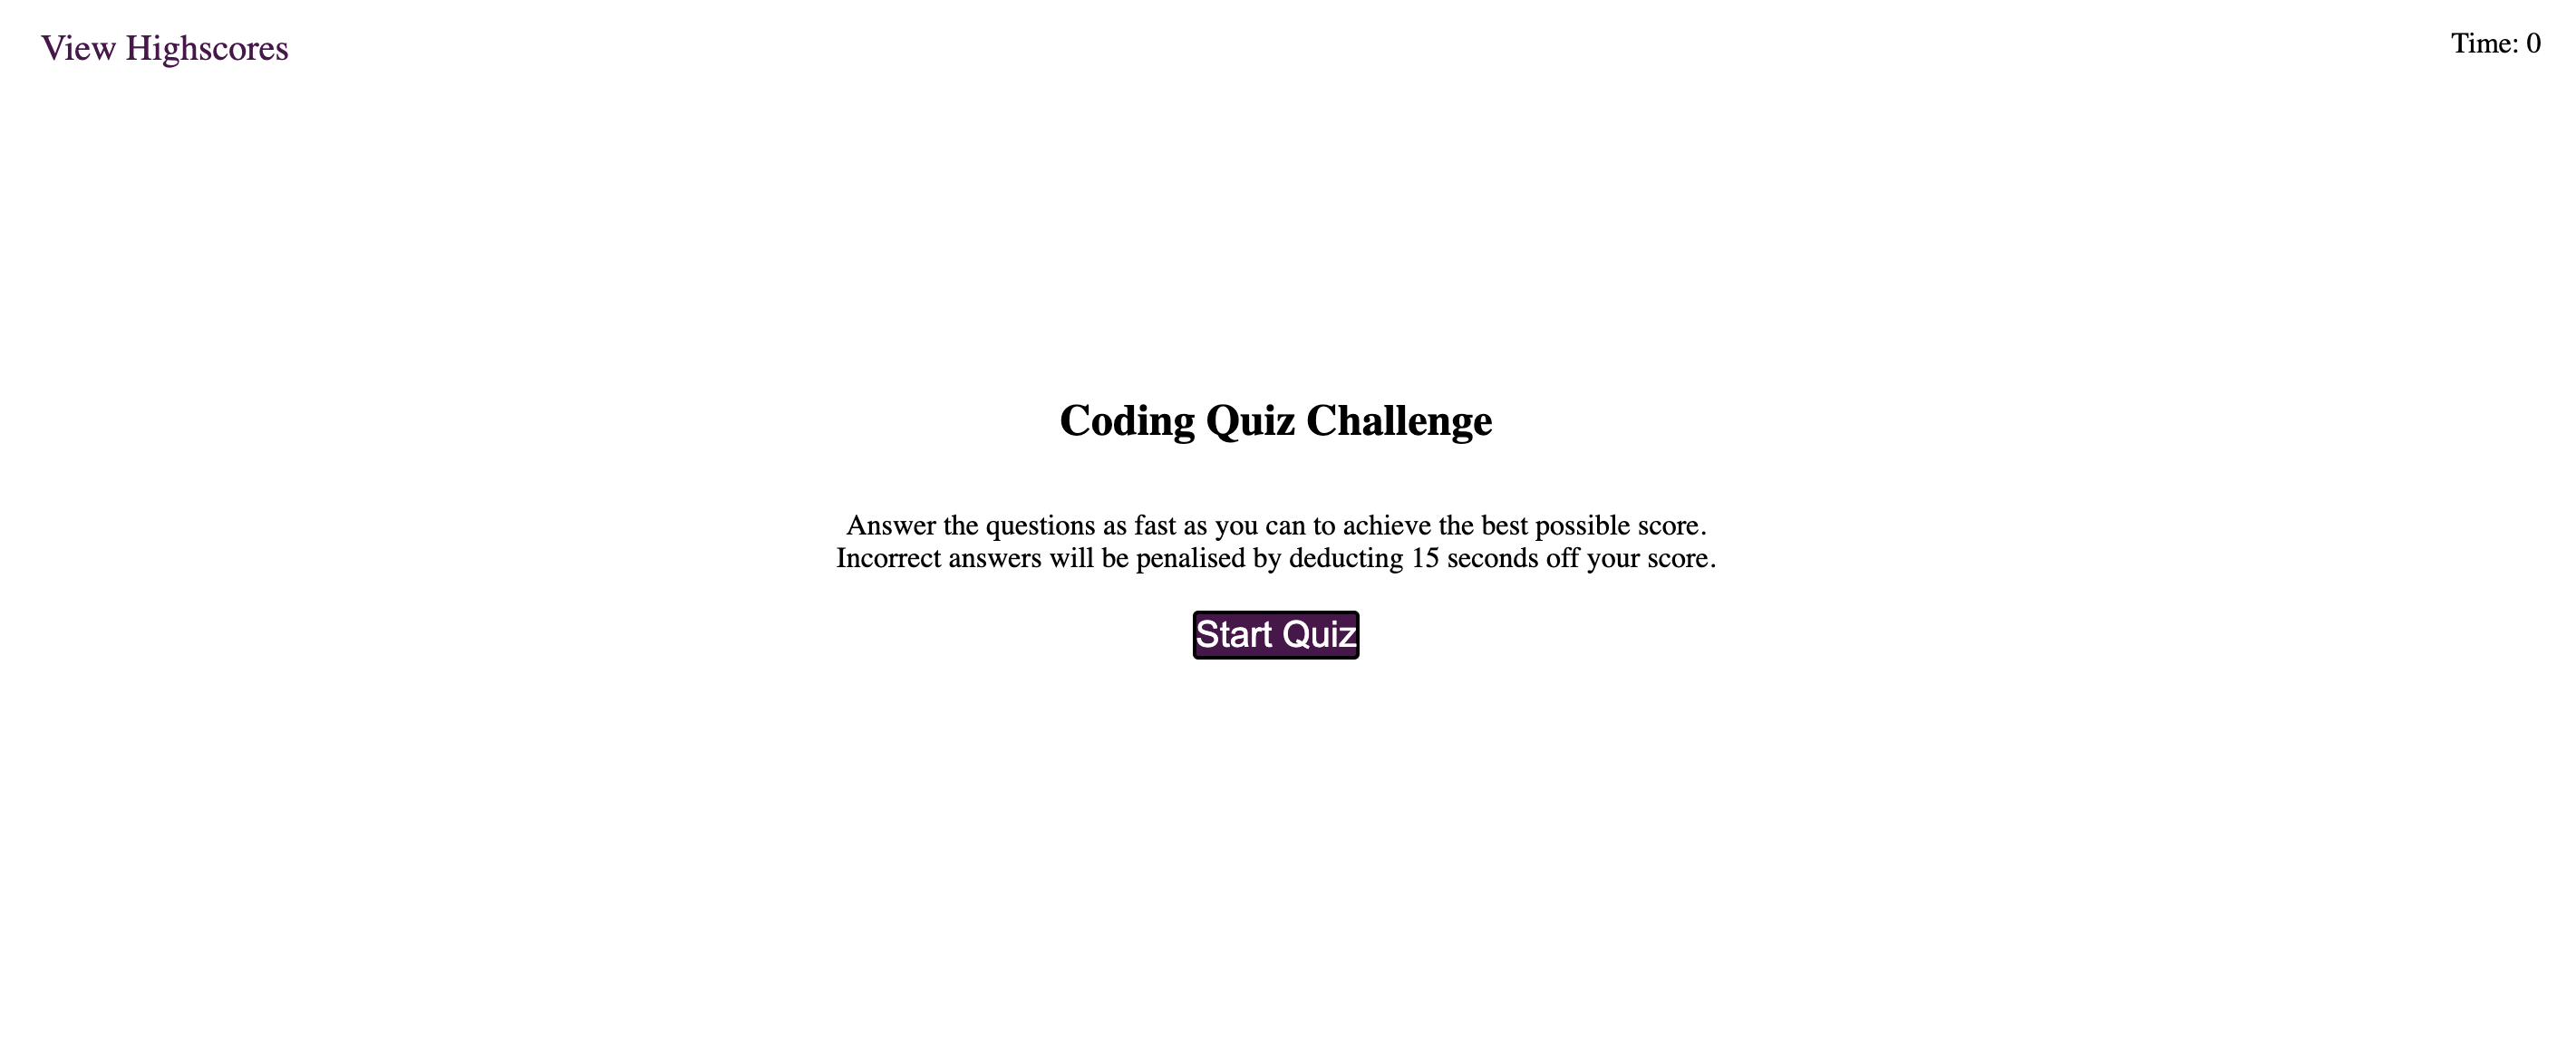 View Highscores
Time: 0
Coding Quiz Challenge
Answer the questions as fast as you can to achieve the best possible score.
Incorrect answers will be penalised by deducting 15 seconds off your score.
Start Quiz